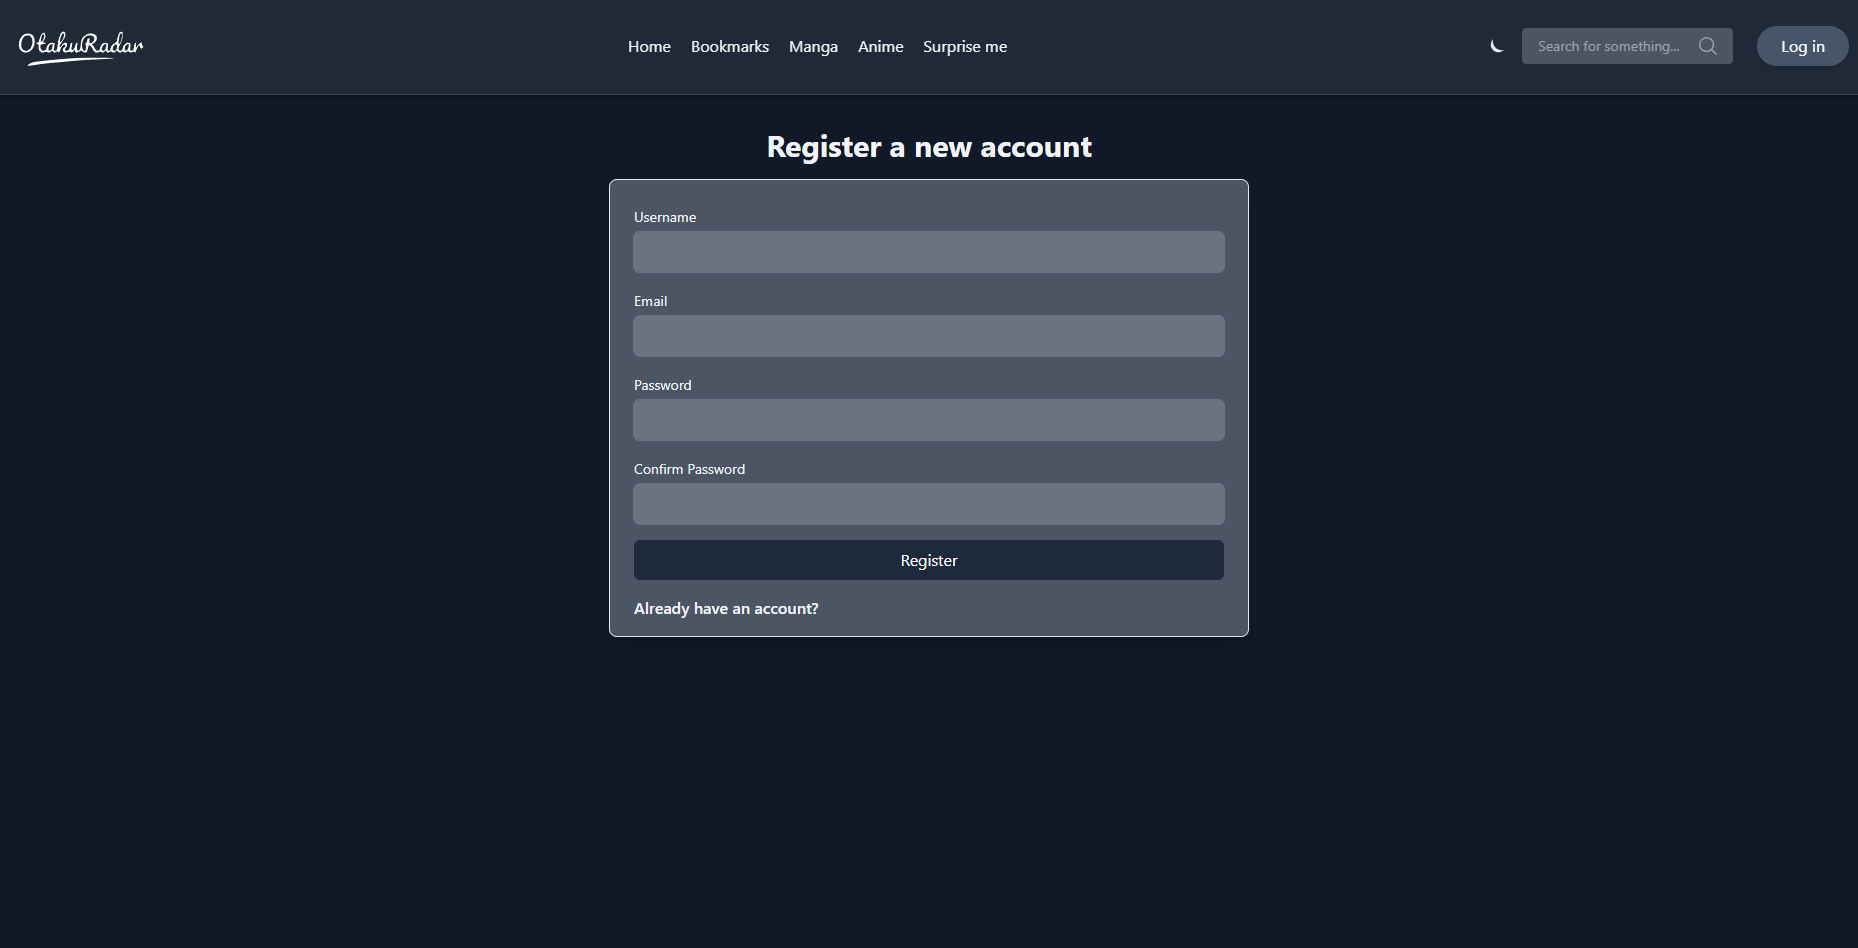 OtakuRadar
Home Bookmarks Manga Anime Surprise me
Search for something...
Log in
Register a new account
Username
Email
Password
Confirm Password
Register
Already have an account?